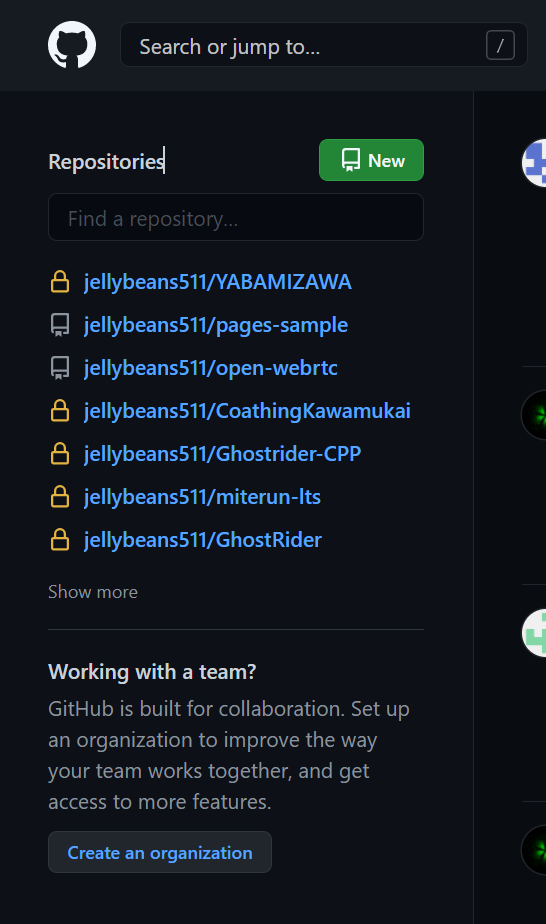 Search or jump to...
/
Repositories
New
Find a repository...
jellybeans511/YABAMIZAWA
jellybeans511/pages-sample
jellybeans511/open-webrtc
jellybeans511/CoathingKawamukai
jellybeans511/Ghostrider-CPP
jellybeans511/miterun-lts
jellybeans511/GhostRider
Show more
Working with a team?
GitHub is built for collaboration. Set up
an organization to improve the way
your team works together, and get
access to more features.
Create an organization